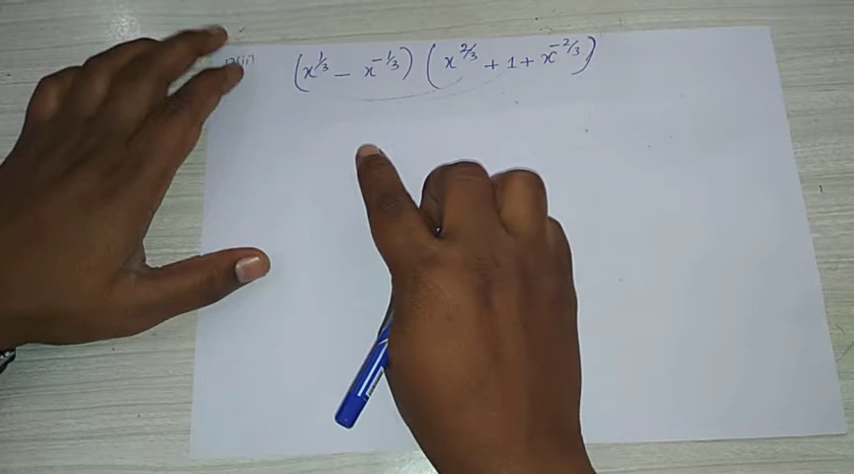 (x^{1/3} - x^{-1/3}) (x^{2/3} + 1 + x^{-2/3})